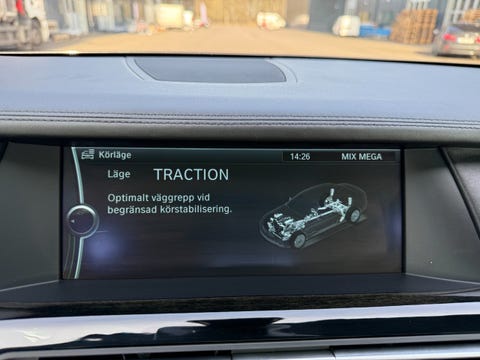 Körläge
14:26
MIX MEGA
Läge TRACTION
Optimalt väggrepp vid
begränsad körstabilisering.